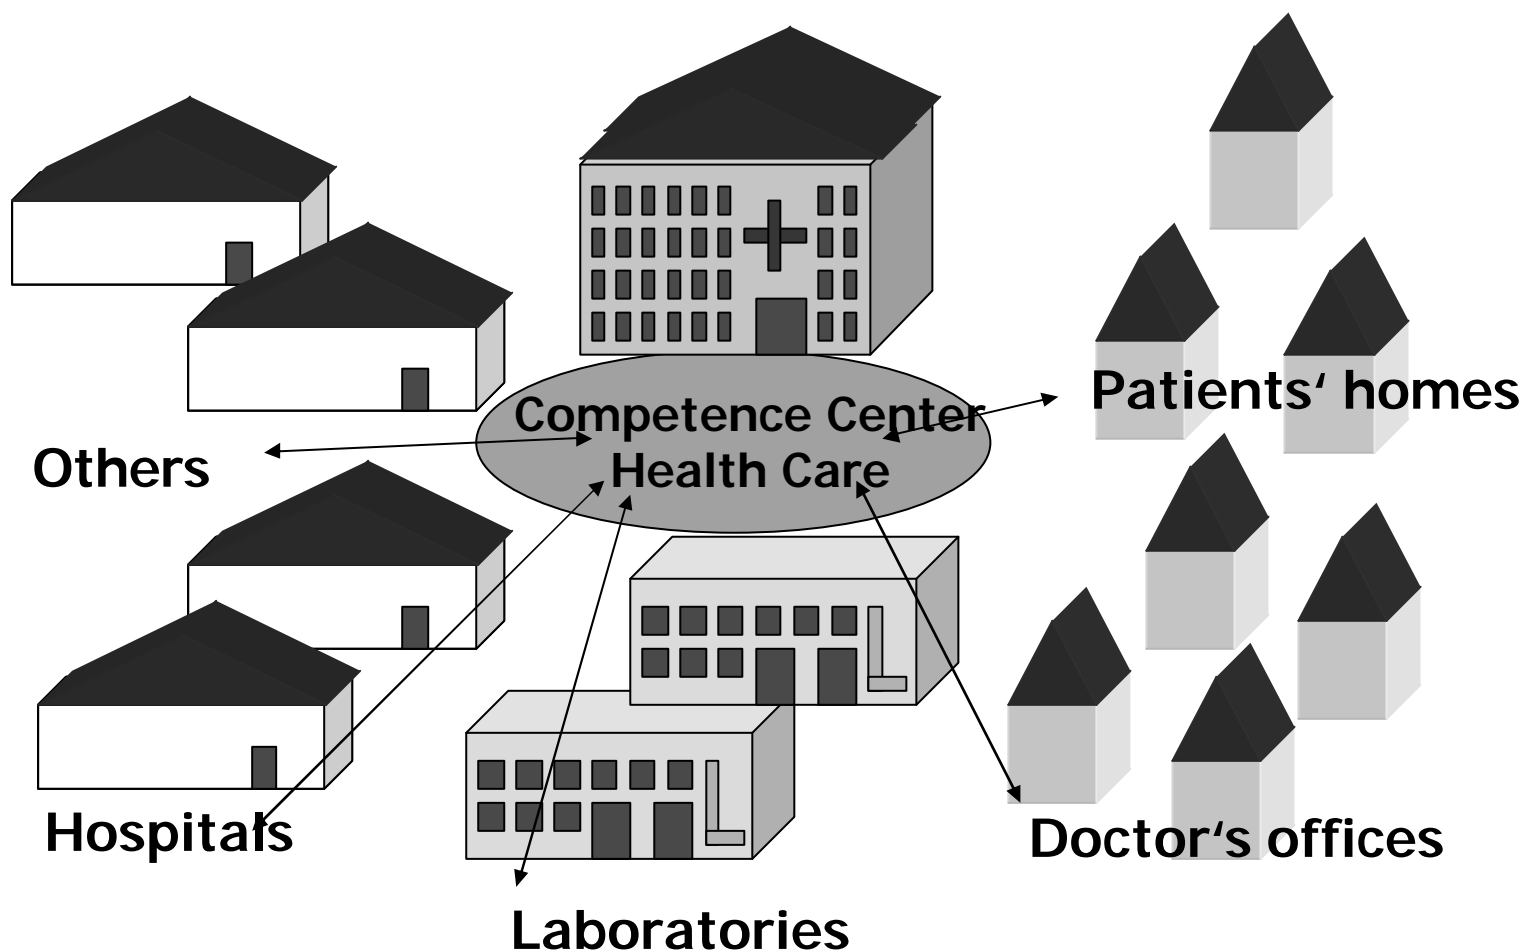 Competence Center
Health Care
Patients‘ homes
Others
Hospitals
Doctor‘s offices
Laboratories